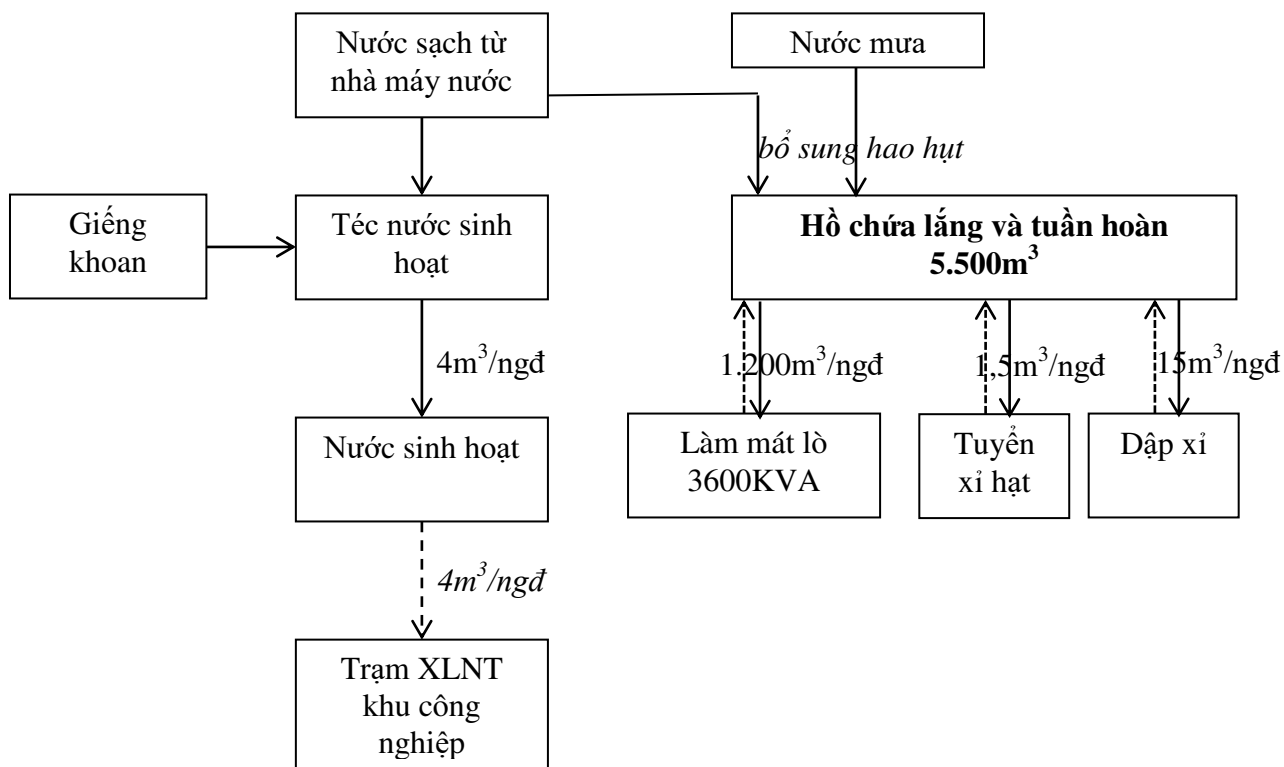 Nước sạch từ
nhà máy nước
Nước mưa
bổ sung hao hụt
Giếng
khoan
Téc nước sinh
hoạt
Hồ chứa lắng và tuần hoàn
5.500m³
4m³/ngđ
1.200m³/ngđ
1,5m³/ngđ
15m³/ngđ
Nước sinh hoạt
Làm mát lò
3600KVA
Tuyển
xỉ hạt
Dập xỉ
4m³/ngđ
Trạm XLNT
khu công
nghiệp